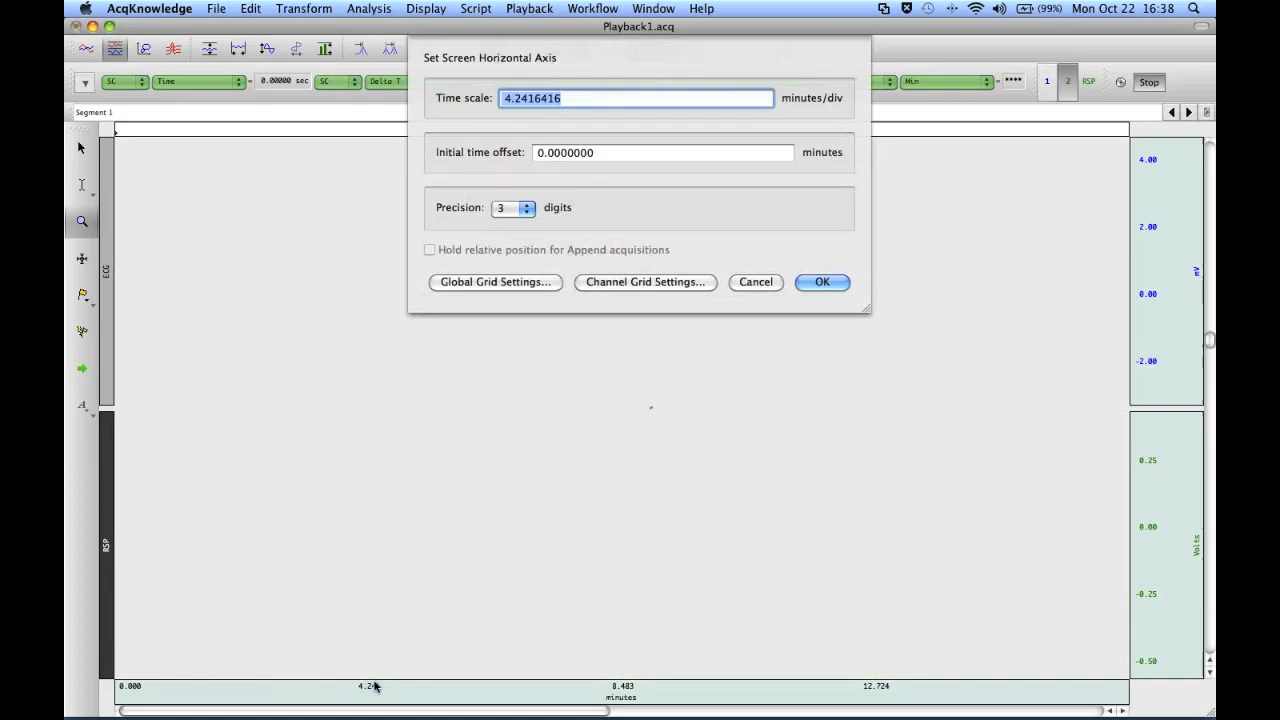 AcqKnowledge File Edit Transform Analysis Display Script Playback Workflow Window Help (99%) Mon Oct 22 16:38
Playback1.acq
SC Time = 0.00000 sec SC Delta T Min = **** 1 2 RSP Stop
Segment 1
Set Screen Horizontal Axis
Time scale: 4.2416416 minutes/div
Initial time offset: 0.0000000 minutes
Precision: 3 digits
Hold relative position for Append acquisitions
Global Grid Settings... Channel Grid Settings... Cancel OK
ECG
4.00
2.00
0.00
-2.00
mV
RSP
0.25
0.00
-0.25
-0.50
Volts
0.000 8.483 12.724
minutes